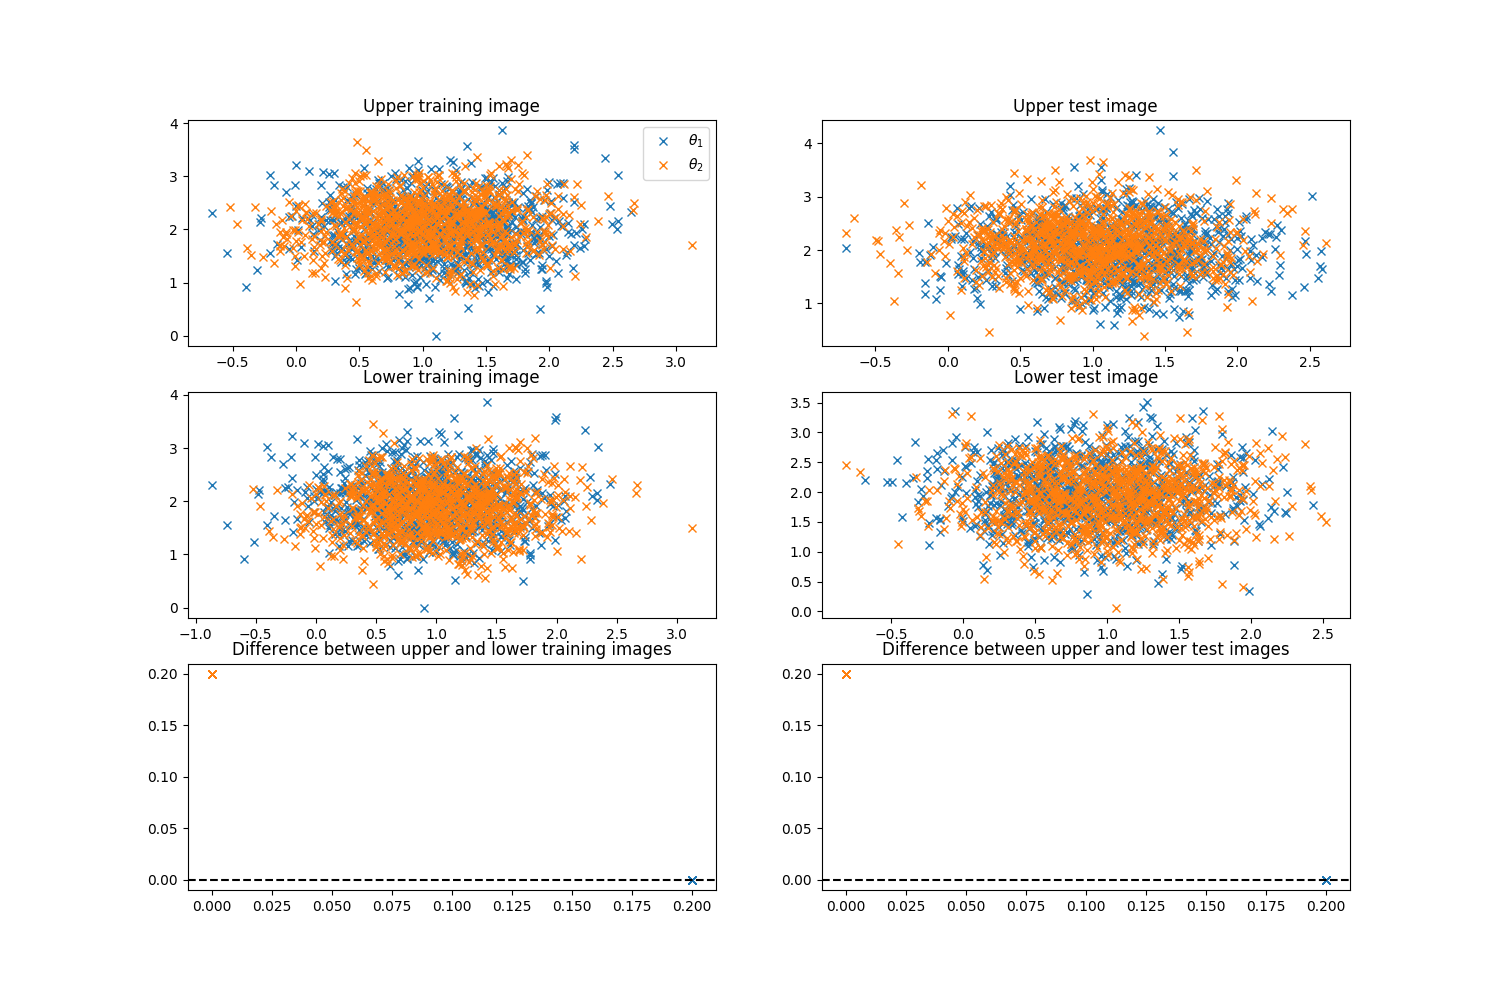 Upper training image
4
3
2
1
0
θ1
θ2
−0.5 0.0 0.5 1.0 1.5 2.0 2.5 3.0
Upper test image
4
3
2
1
−0.5 0.0 0.5 1.0 1.5 2.0 2.5
Lower training image
4
3
2
1
0
−1.0 −0.5 0.0 0.5 1.0 1.5 2.0 2.5 3.0
Lower test image
3.5
3.0
2.5
2.0
1.5
1.0
0.5
0.0
−0.5 0.0 0.5 1.0 1.5 2.0 2.5
Difference between upper and lower training images
0.20
0.15
0.10
0.05
0.00
0.000 0.025 0.050 0.075 0.100 0.125 0.150 0.175 0.200
Difference between upper and lower test images
0.20
0.15
0.10
0.05
0.00
0.000 0.025 0.050 0.075 0.100 0.125 0.150 0.175 0.200